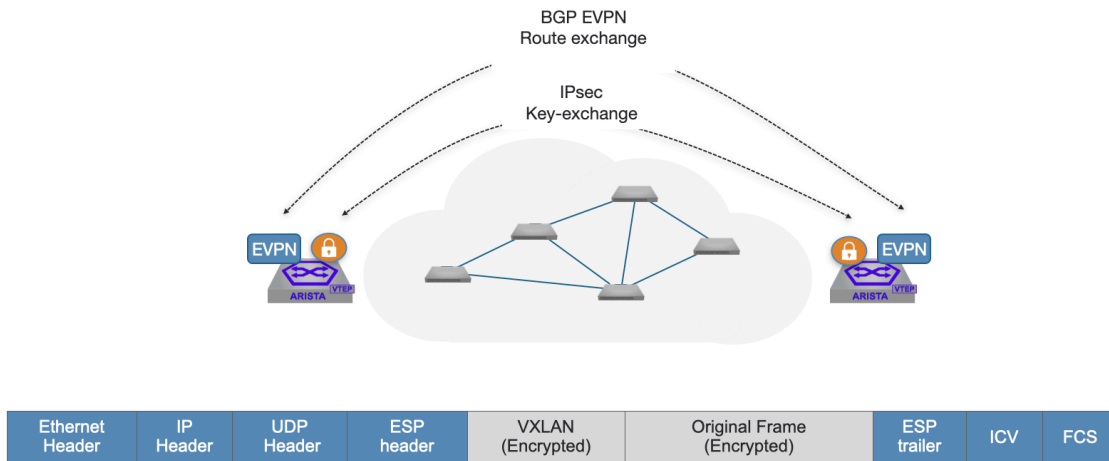 BGP EVPN
Route exchange
IPsec
Key-exchange
EVPN
VTEP
ARISTA
EVPN
VTEP
ARISTA
Ethernet
Header
IP
Header
UDP
Header
ESP
header
VXLAN
(Encrypted)
Original Frame
(Encrypted)
ESP
trailer
ICV
FCS